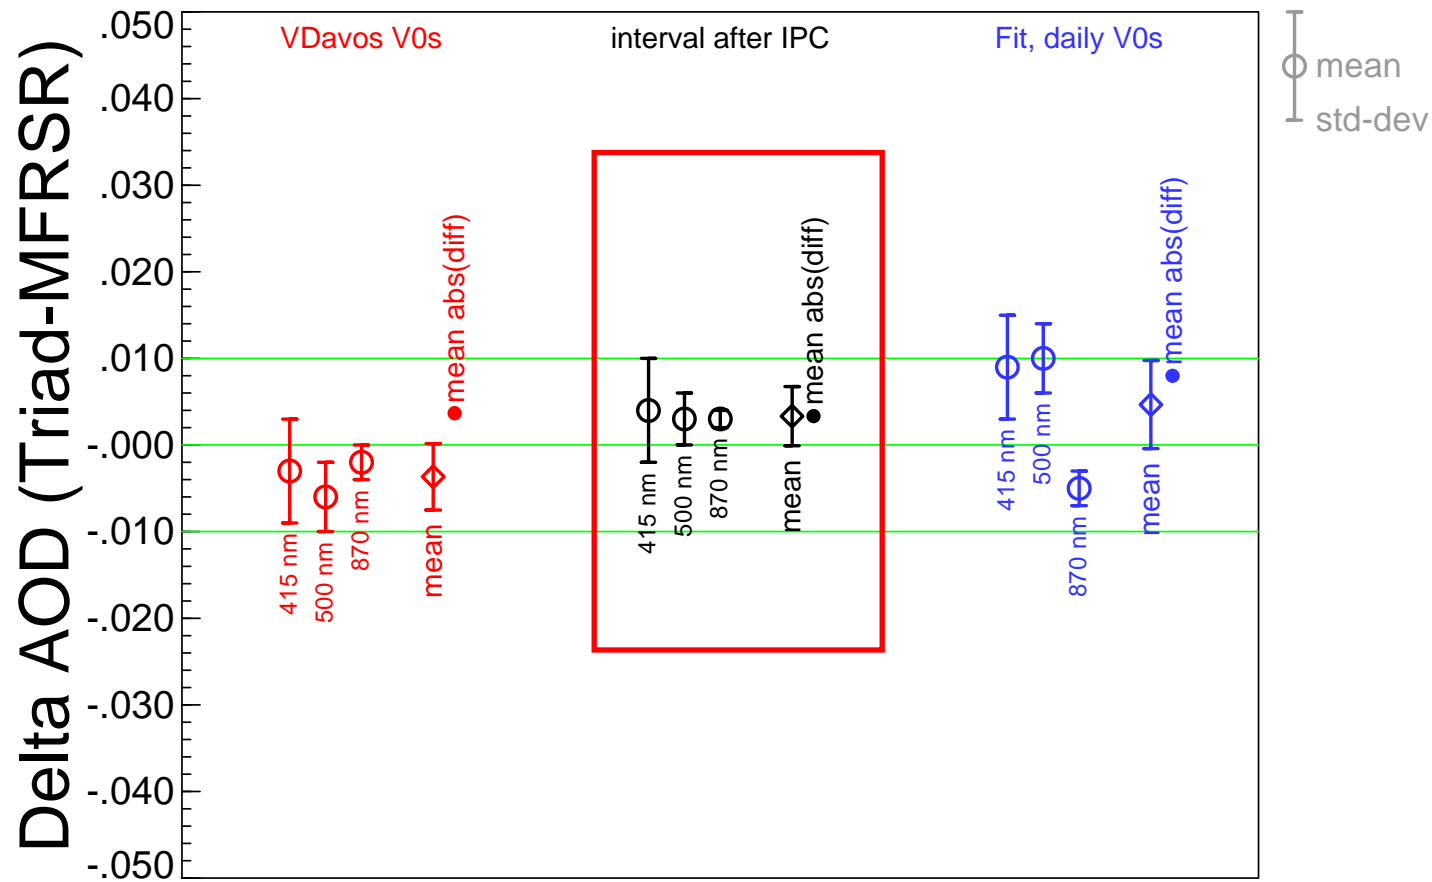 Delta AOD (Triad-MFRSR)
.050
.040
.030
.020
.010
-.000
-.010
-.020
-.030
-.040
-.050
VDavos V0s
415 nm
500 nm
870 nm
mean
mean abs(diff)
interval after IPC
415 nm
500 nm
870 nm
mean
mean abs(diff)
Fit, daily V0s
415 nm
500 nm
870 nm
mean
mean abs(diff)
mean
std-dev